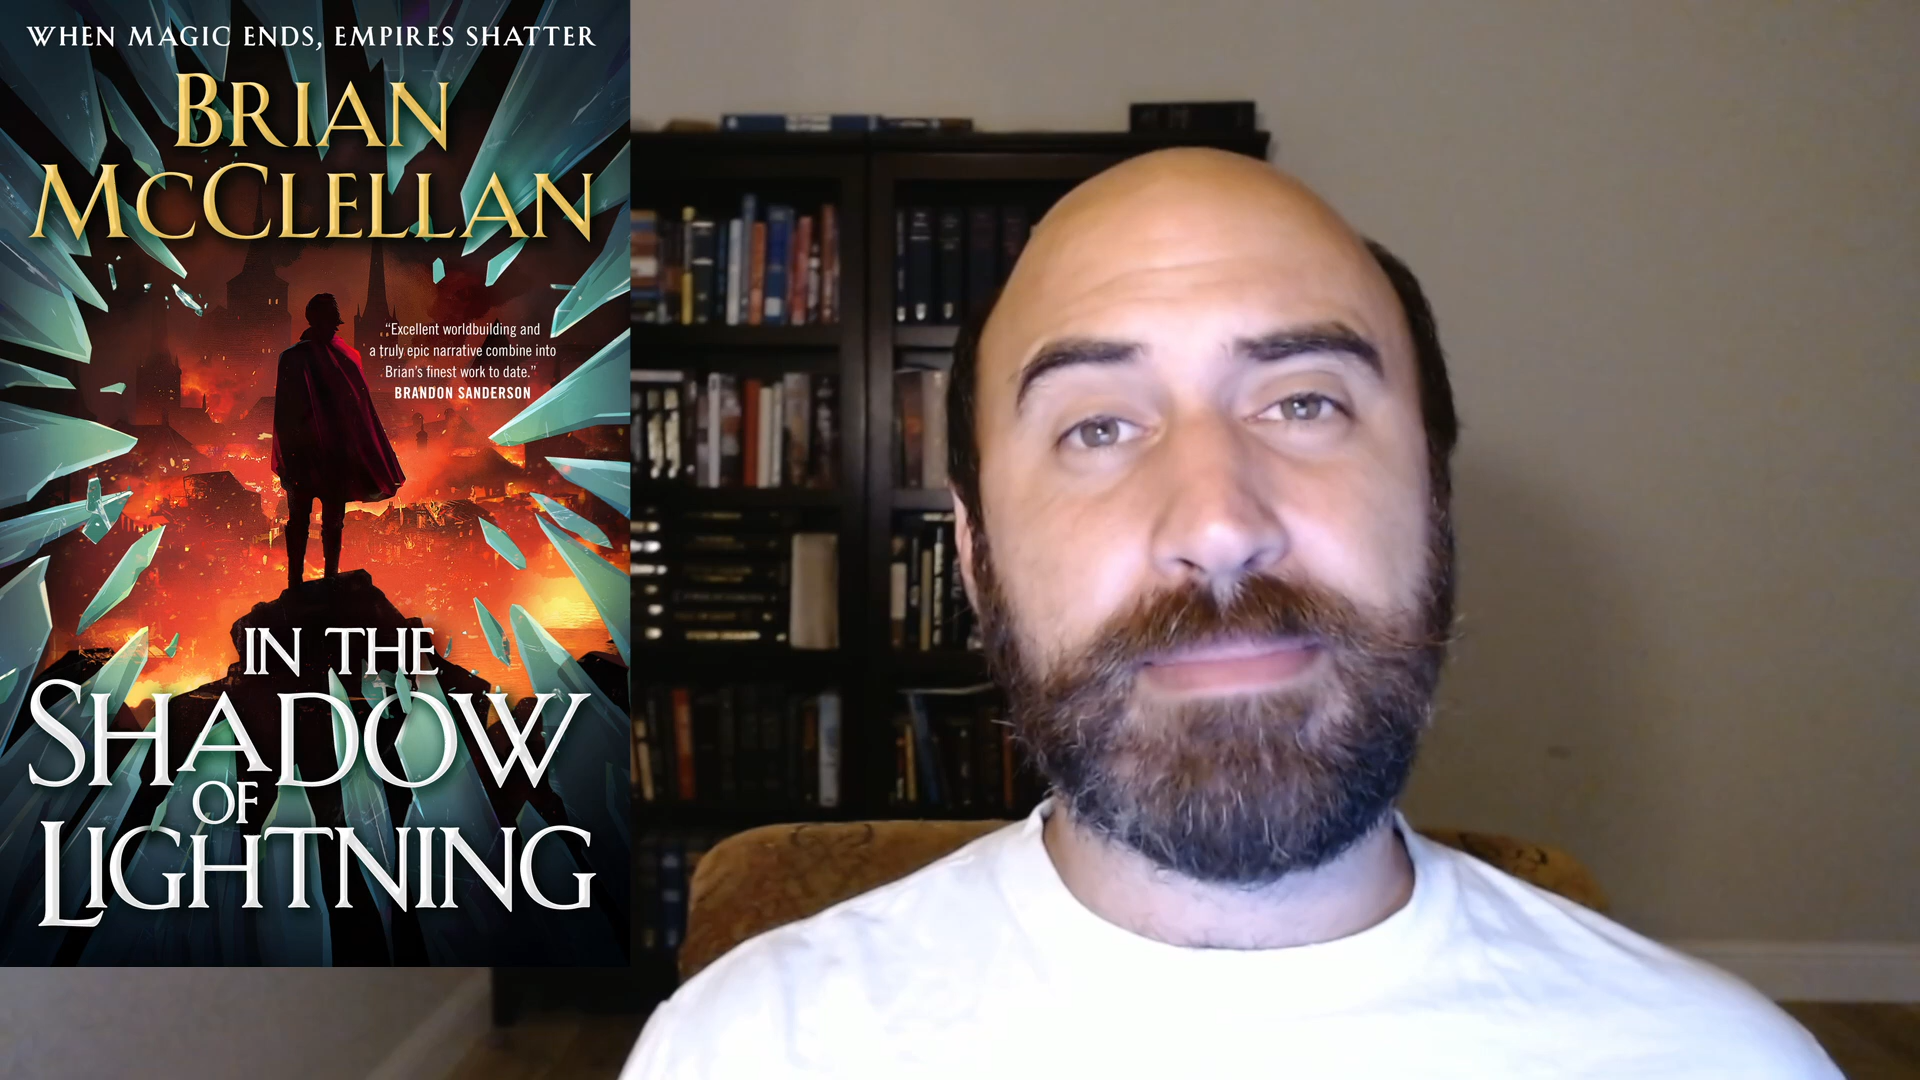 WHEN MAGIC ENDS, EMPIRES SHATTER
BRIAN
MCCLELLAN
“Excellent worldbuilding and
a truly epic narrative combine into
Brian’s finest work to date.”
BRANDON SANDERSON
IN THE
SHADOW
OF
LIGHTNING